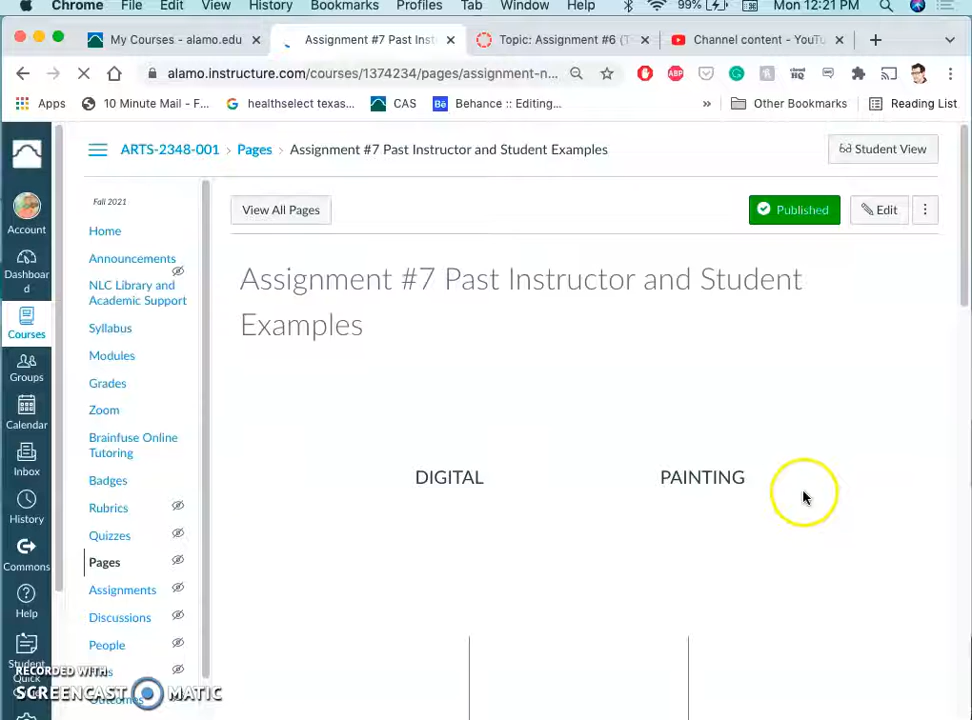 Chrome File Edit View History Bookmarks Profiles Tab Window Help 99% Mon 12:21 PM
My Courses - alamo.edu Assignment #7 Past Inst Topic: Assignment #6 (T Channel content - YouTu
alamo.instructure.com/courses/1374234/pages/assignment-n... ABP HQ
Apps 10 Minute Mail - F... healthselect texas... CAS Behance :: Editing... » Other Bookmarks Reading List
ARTS-2348-001 › Pages › Assignment #7 Past Instructor and Student Examples Student View
Fall 2021
View All Pages Published Edit
Home
Announcements
NLC Library and
Academic Support
Syllabus
Modules
Grades
Zoom
Brainfuse Online
Tutoring
Badges
Rubrics
Quizzes
Pages
Assignments
Discussions
People
Account
Dashboar
d
Courses
Groups
Calendar
Inbox
History
Commons
Help
Student
Quick
Assignment #7 Past Instructor and Student
Examples
DIGITAL PAINTING
RECORDED WITH
SCREENCAST MATIC